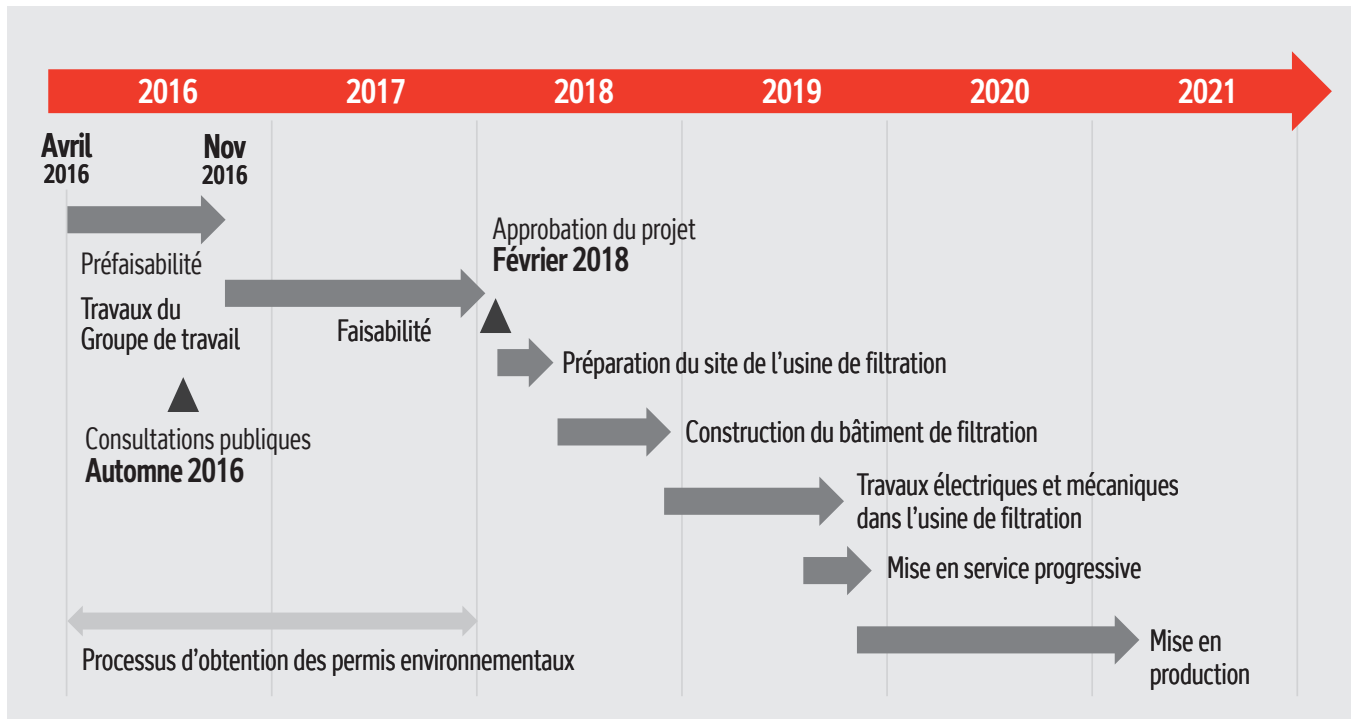 2016 2017 2018 2019 2020 2021
Avril
2016
Nov
2016
Préfaisabilité
Travaux du
Groupe de travail
Consultations publiques
Automne 2016
Faisabilité
Approbation du projet
Février 2018
Préparation du site de l’usine de filtration
Construction du bâtiment de filtration
Travaux électriques et mécaniques
dans l’usine de filtration
Mise en service progressive
Mise en
production
Processus d’obtention des permis environnementaux